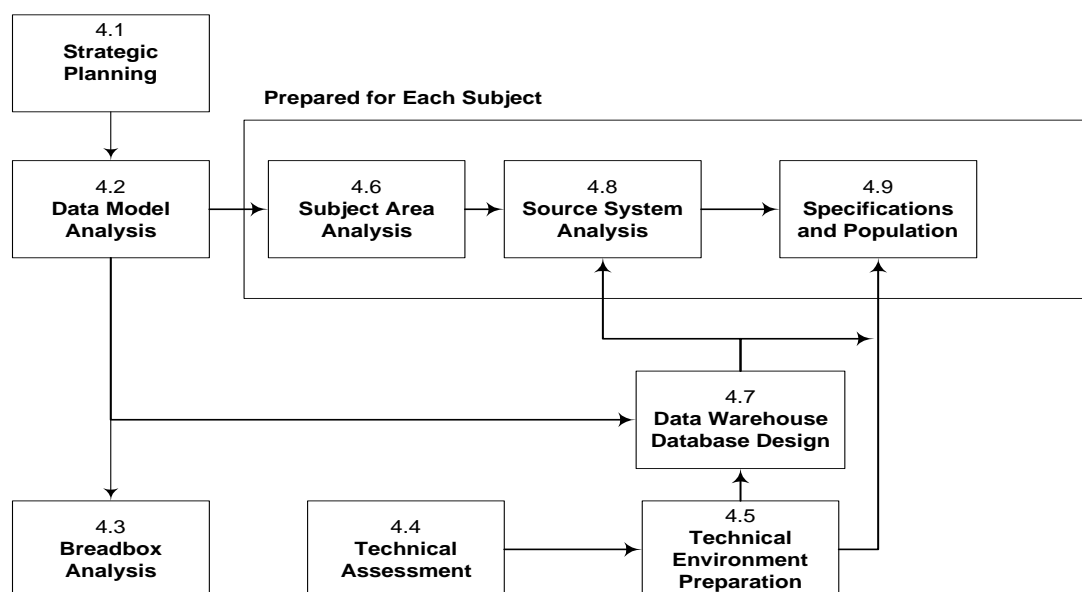 4.1
Strategic
Planning
Prepared for Each Subject
4.2
Data Model
Analysis
4.6
Subject Area
Analysis
4.8
Source System
Analysis
4.9
Specifications
and Population
4.7
Data Warehouse
Database Design
4.3
Breadbox
Analysis
4.4
Technical
Assessment
4.5
Technical
Environment
Preparation